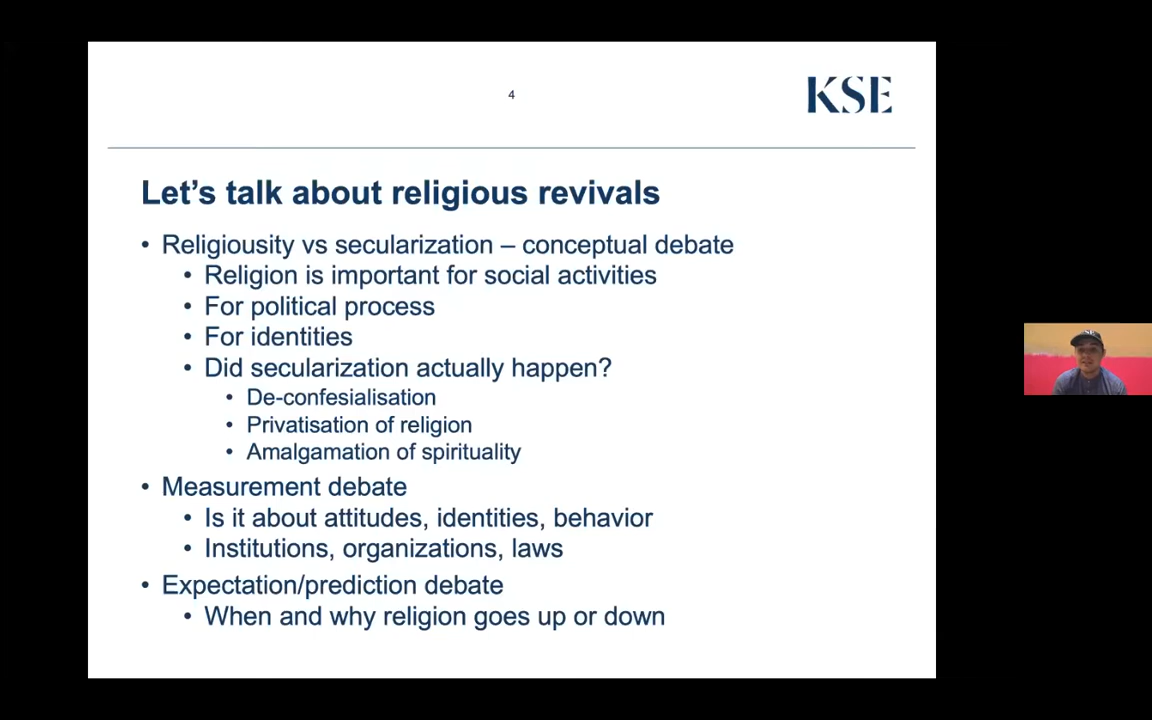 4
KSE
Let's talk about religious revivals
• Religiousity vs secularization – conceptual debate
• Religion is important for social activities
• For political process
• For identities
• Did secularization actually happen?
• De-confesialisation
• Privatisation of religion
• Amalgamation of spirituality
• Measurement debate
• Is it about attitudes, identities, behavior
• Institutions, organizations, laws
• Expectation/prediction debate
• When and why religion goes up or down